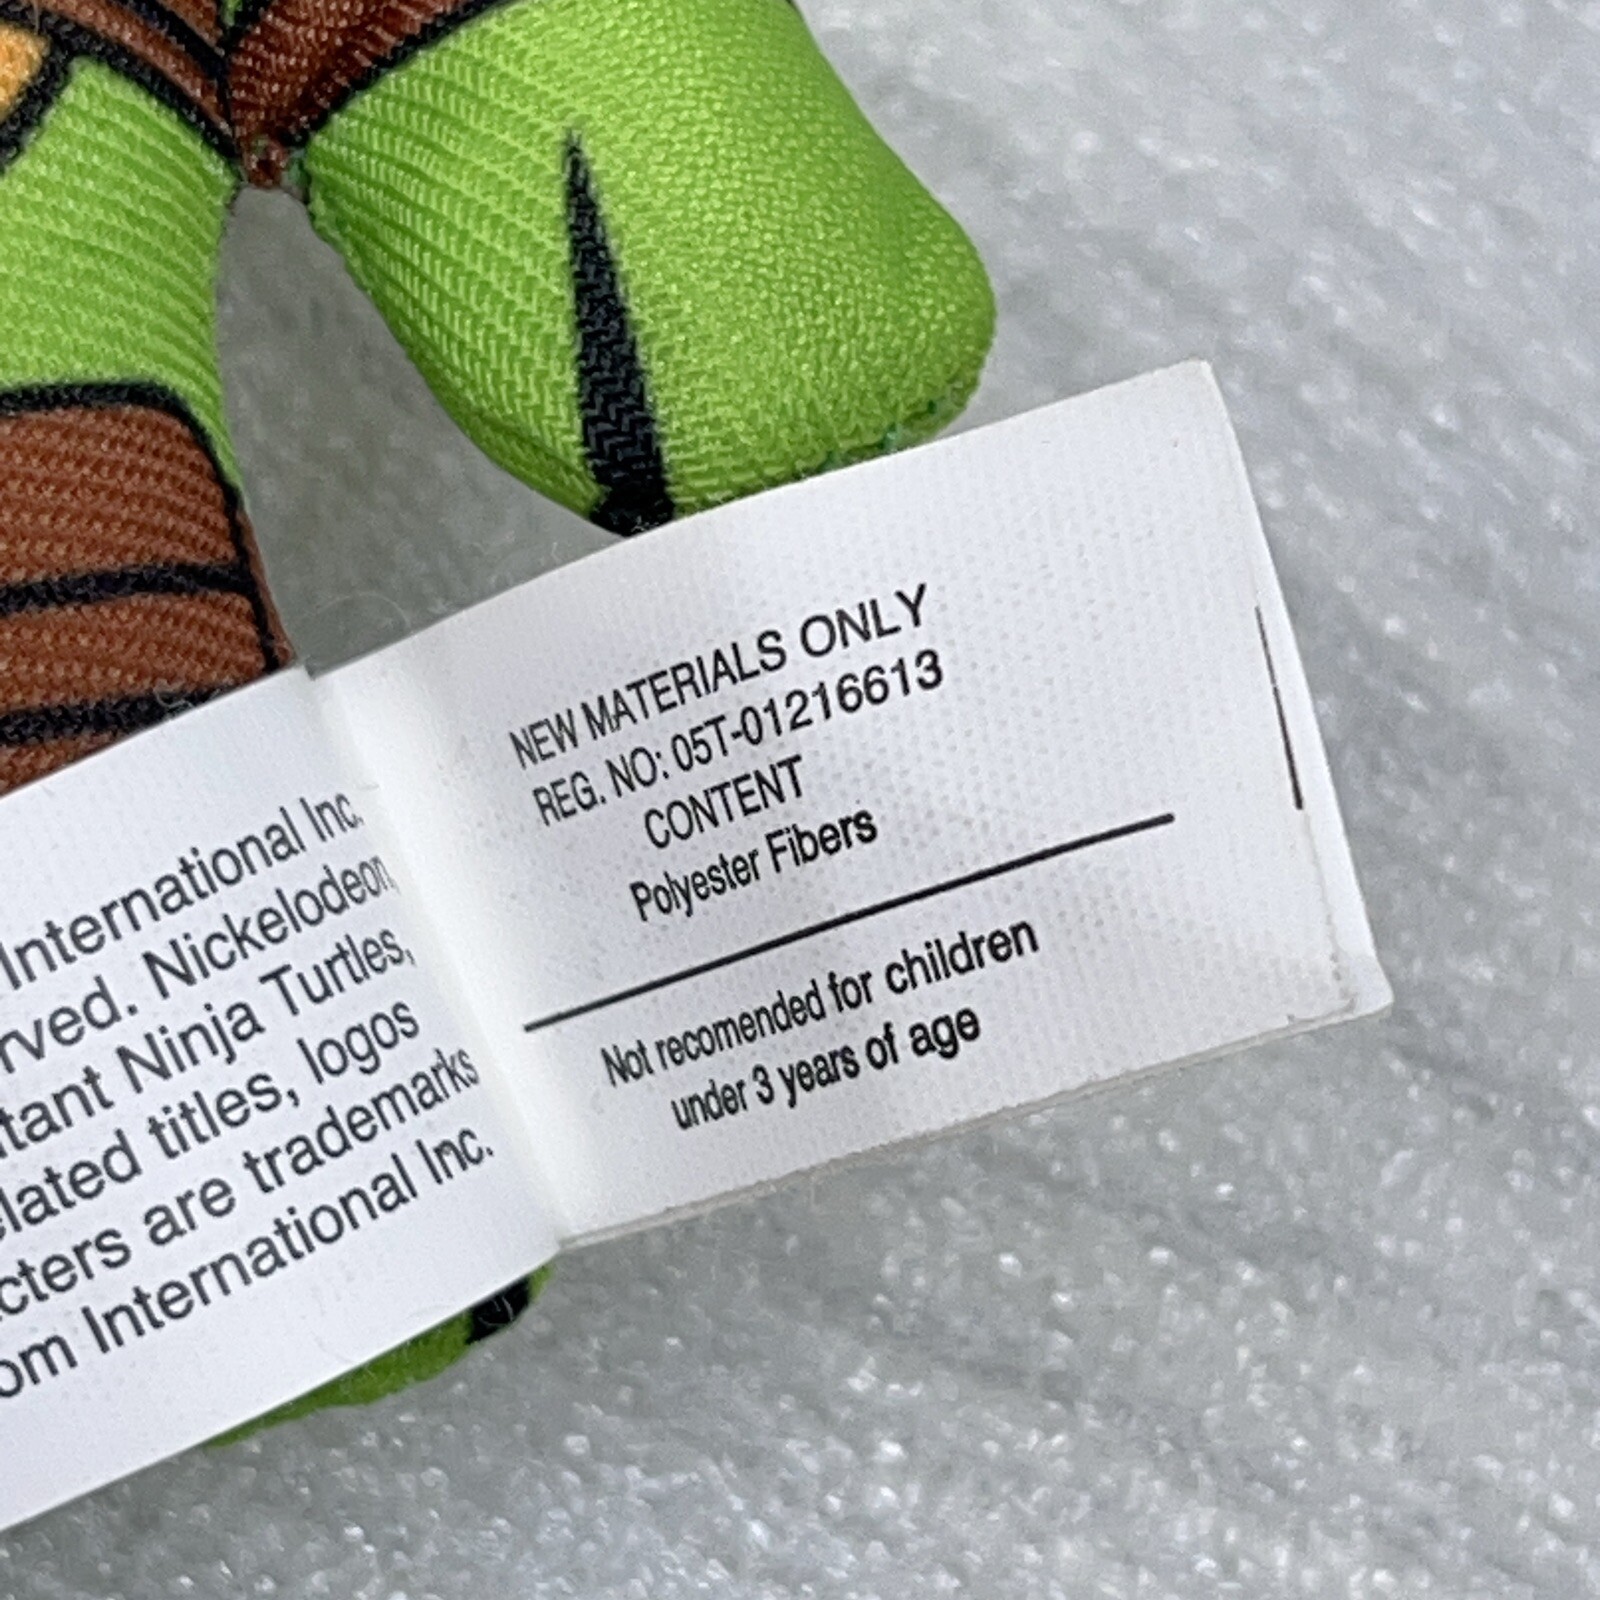 International Inc.
rved. Nickelodeon,
tant Ninja Turtles,
elated titles, logos
cters are trademarks
om International Inc.
NEW MATERIALS ONLY
REG. NO: 05T-01216613
CONTENT
Polyester Fibers
Not recomended for children
under 3 years of age